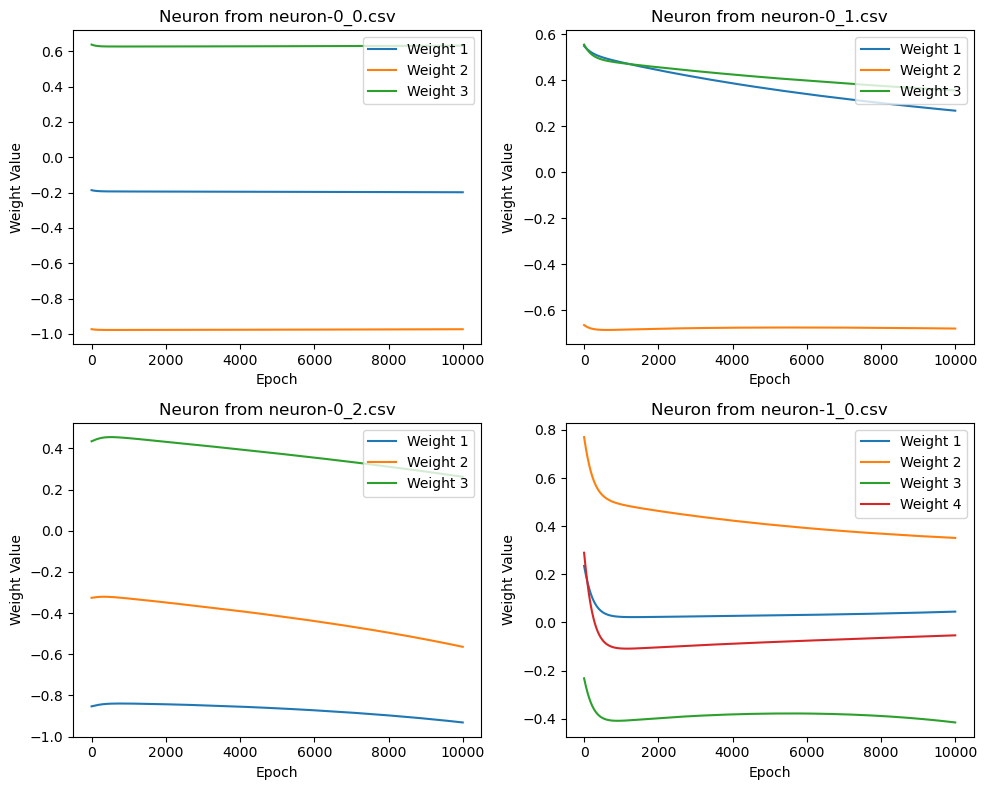 Neuron from neuron-0_0.csv
Weight Value
0.6
0.4
0.2
0.0
−0.2
−0.4
−0.6
−0.8
−1.0
Weight 1
Weight 2
Weight 3
0 2000 4000 6000 8000 10000
Epoch
Neuron from neuron-0_1.csv
Weight Value
0.6
0.4
0.2
0.0
−0.2
−0.4
−0.6
Weight 1
Weight 2
Weight 3
0 2000 4000 6000 8000 10000
Epoch
Neuron from neuron-0_2.csv
Weight Value
0.4
0.2
0.0
−0.2
−0.4
−0.6
−0.8
−1.0
Weight 1
Weight 2
Weight 3
0 2000 4000 6000 8000 10000
Epoch
Neuron from neuron-1_0.csv
Weight Value
0.8
0.6
0.4
0.2
0.0
−0.2
−0.4
Weight 1
Weight 2
Weight 3
Weight 4
0 2000 4000 6000 8000 10000
Epoch